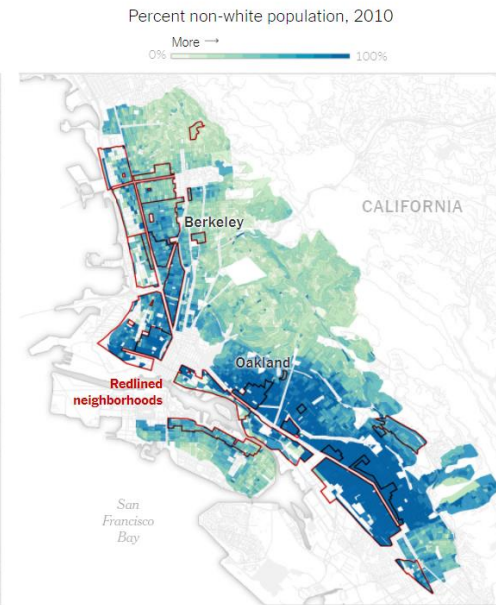 Percent non-white population, 2010
More →
0%
100%
CALIFORNIA
Berkeley
Oakland
Redlined
neighborhoods
San
Francisco
Bay